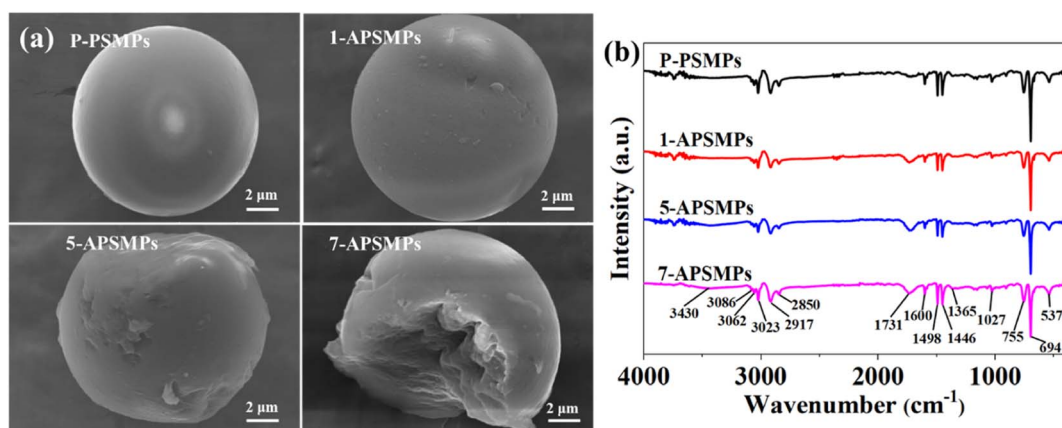 (a)
P-PSMPs
2 μm
1-APSMPs
2 μm
5-APSMPs
2 μm
7-APSMPs
2 μm
(b)
P-PSMPs
1-APSMPs
5-APSMPs
7-APSMPs
3430
3086
3062
3023
2917
2850
1731
1600
1498
1446
1365
1027
755
694
537
Intensity (a.u.)
4000 3000 2000 1000
Wavenumber (cm⁻¹)